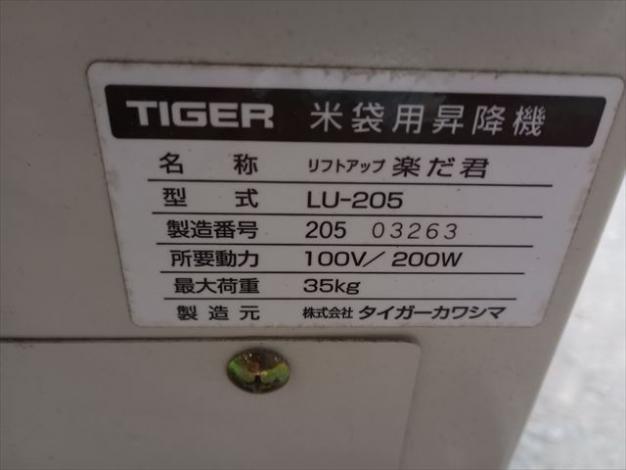 TIGER 米袋用昇降機
名称 リフトアップ 楽だ君
型式 LU-205
製造番号 205 03263
所要動力 100V/200W
最大荷重 35kg
製造元 株式会社 タイガーカワシマ